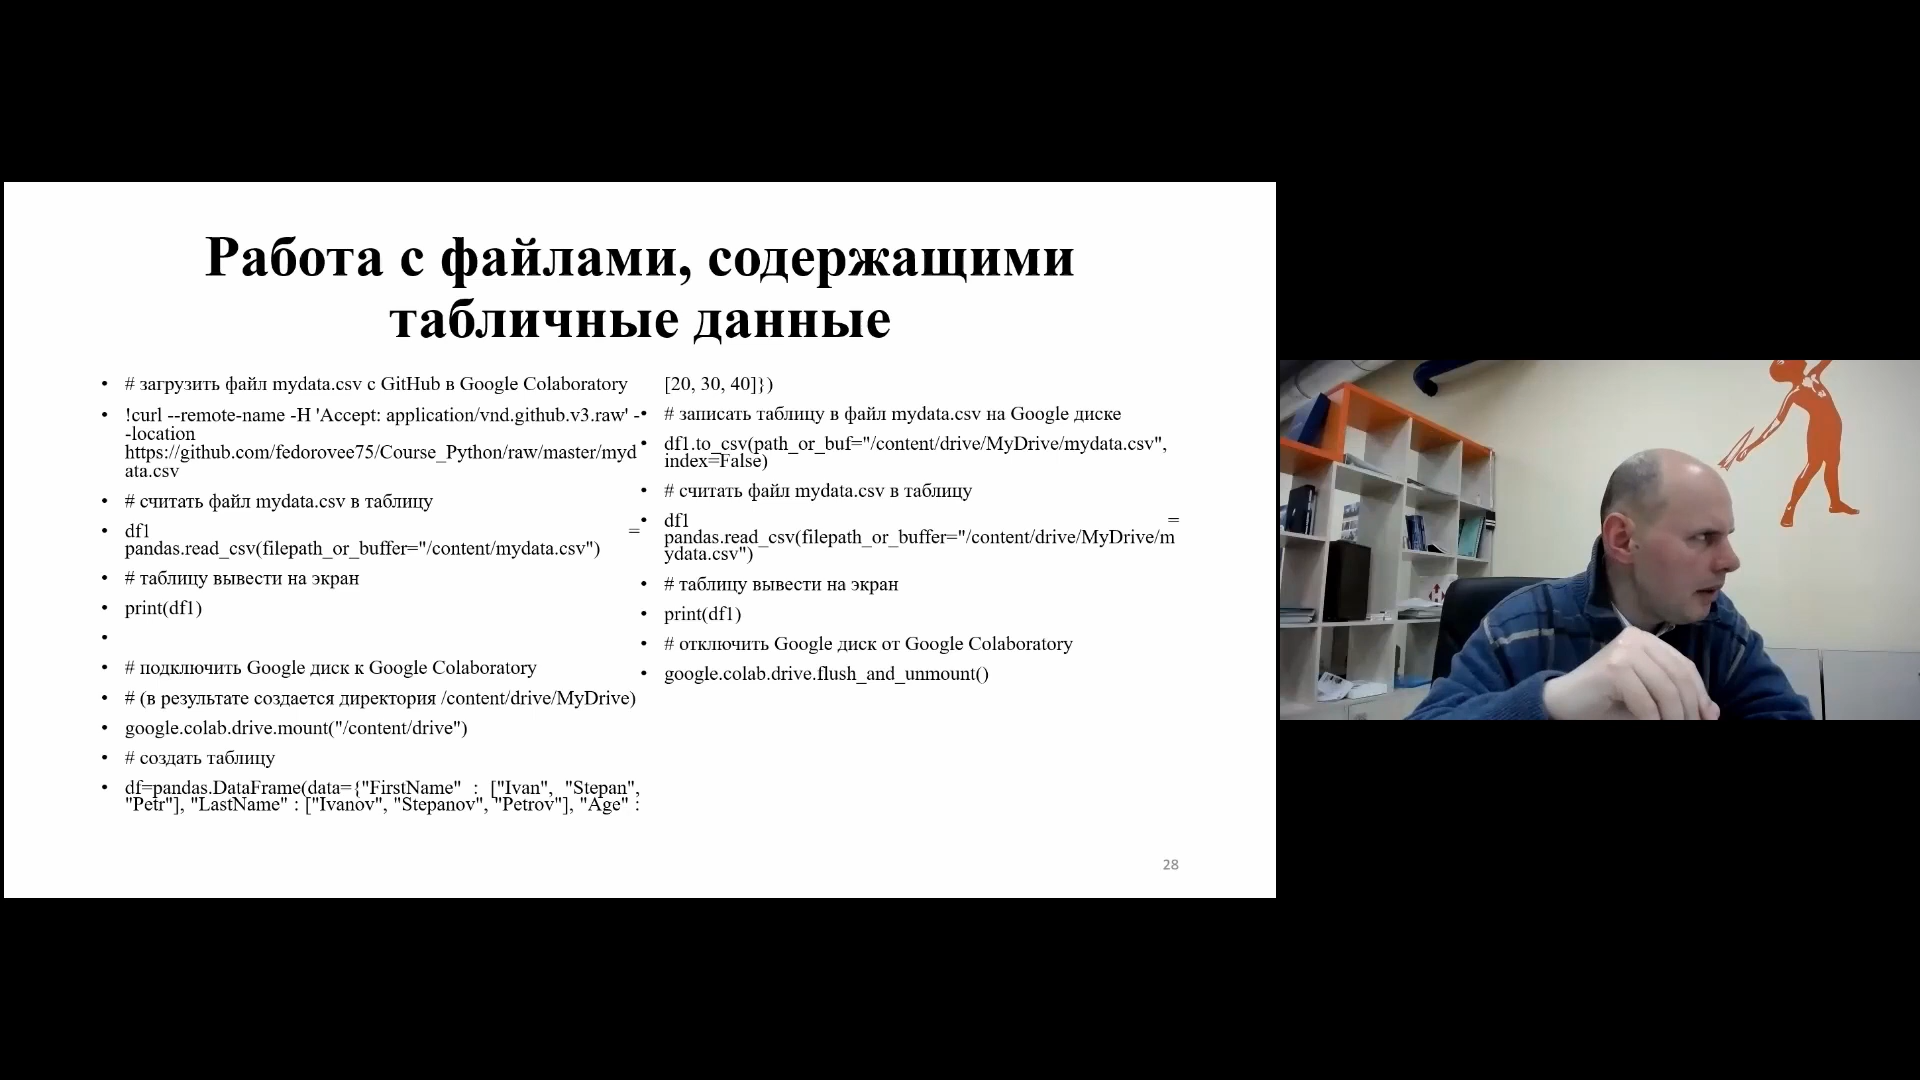 Работа с файлами, содержащими
табличные данные
• # загрузить файл mydata.csv с GitHub в Google Colaboratory
• !curl --remote-name -H 'Accept: application/vnd.github.v3.raw' -
-location
https://github.com/fedorovee75/Course_Python/raw/master/myd
ata.csv
• # считать файл mydata.csv в таблицу
• df1 =
pandas.read_csv(filepath_or_buffer="/content/mydata.csv")
• # таблицу вывести на экран
• print(df1)
•
• # подключить Google диск к Google Colaboratory
• # (в результате создается директория /content/drive/MyDrive)
• google.colab.drive.mount("/content/drive")
• # создать таблицу
• df=pandas.DataFrame(data={"FirstName" : ["Ivan", "Stepan",
"Petr"], "LastName" : ["Ivanov", "Stepanov", "Petrov"], "Age" :
[20, 30, 40]})
• # записать таблицу в файл mydata.csv на Google диске
• df1.to_csv(path_or_buf="/content/drive/MyDrive/mydata.csv",
index=False)
• # считать файл mydata.csv в таблицу
• df1 =
pandas.read_csv(filepath_or_buffer="/content/drive/MyDrive/m
ydata.csv")
• # таблицу вывести на экран
• print(df1)
• # отключить Google диск от Google Colaboratory
• google.colab.drive.flush_and_unmount()
28